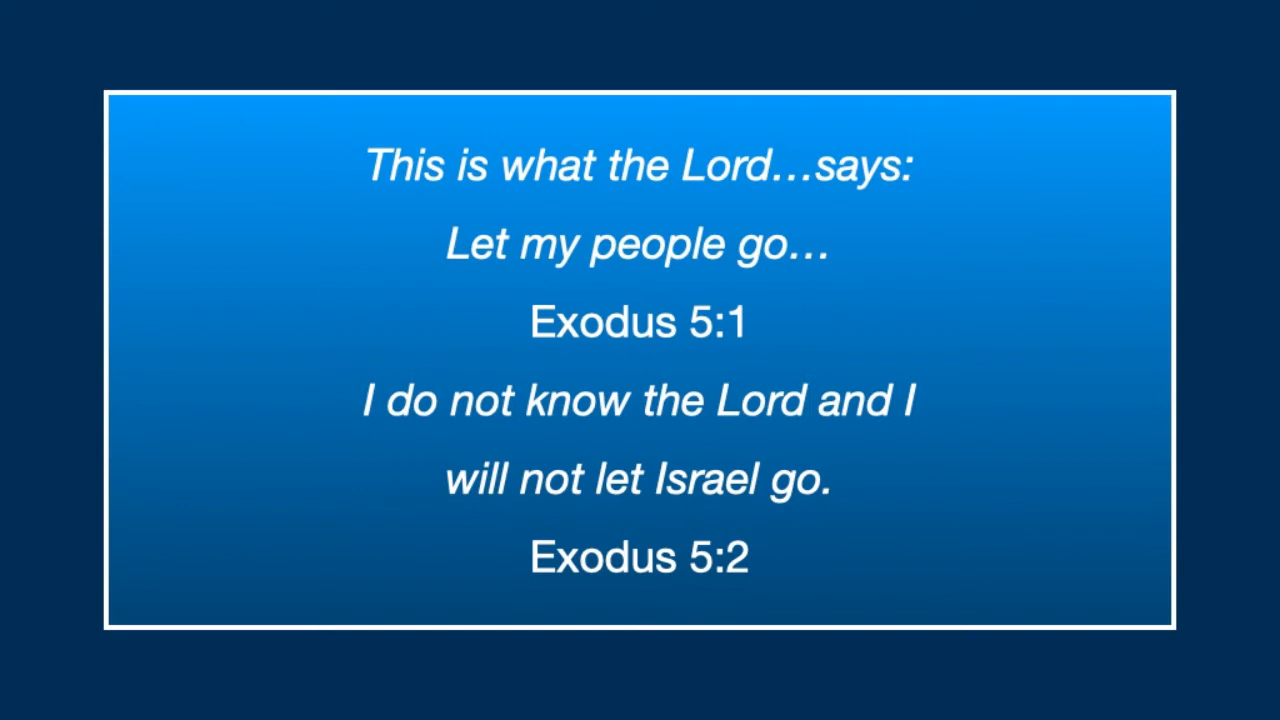 This is what the Lord…says:
Let my people go…
Exodus 5:1
I do not know the Lord and I
will not let Israel go.
Exodus 5:2